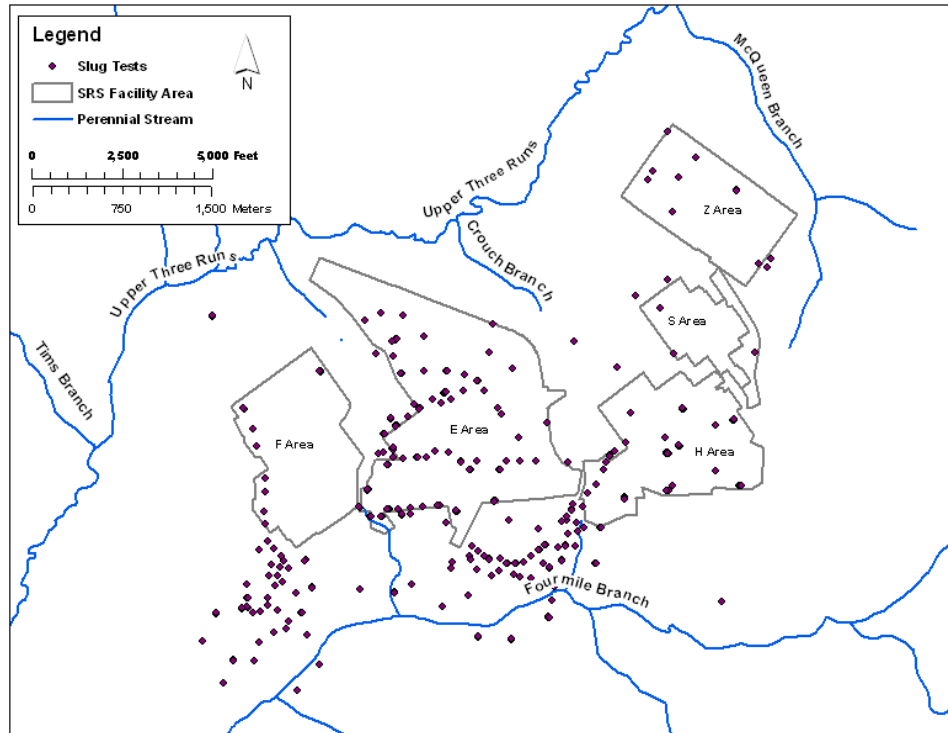 Legend
Slug Tests
SRS Facility Area
Perennial Stream
N
0 2,500 5,000 Feet
0 750 1,500 Meters
McQueen Branch
Upper Three Runs
Crouch Branch
Z Area
Upper Three Runs
S Area
Tims Branch
E Area
F Area
H Area
Fourmile Branch